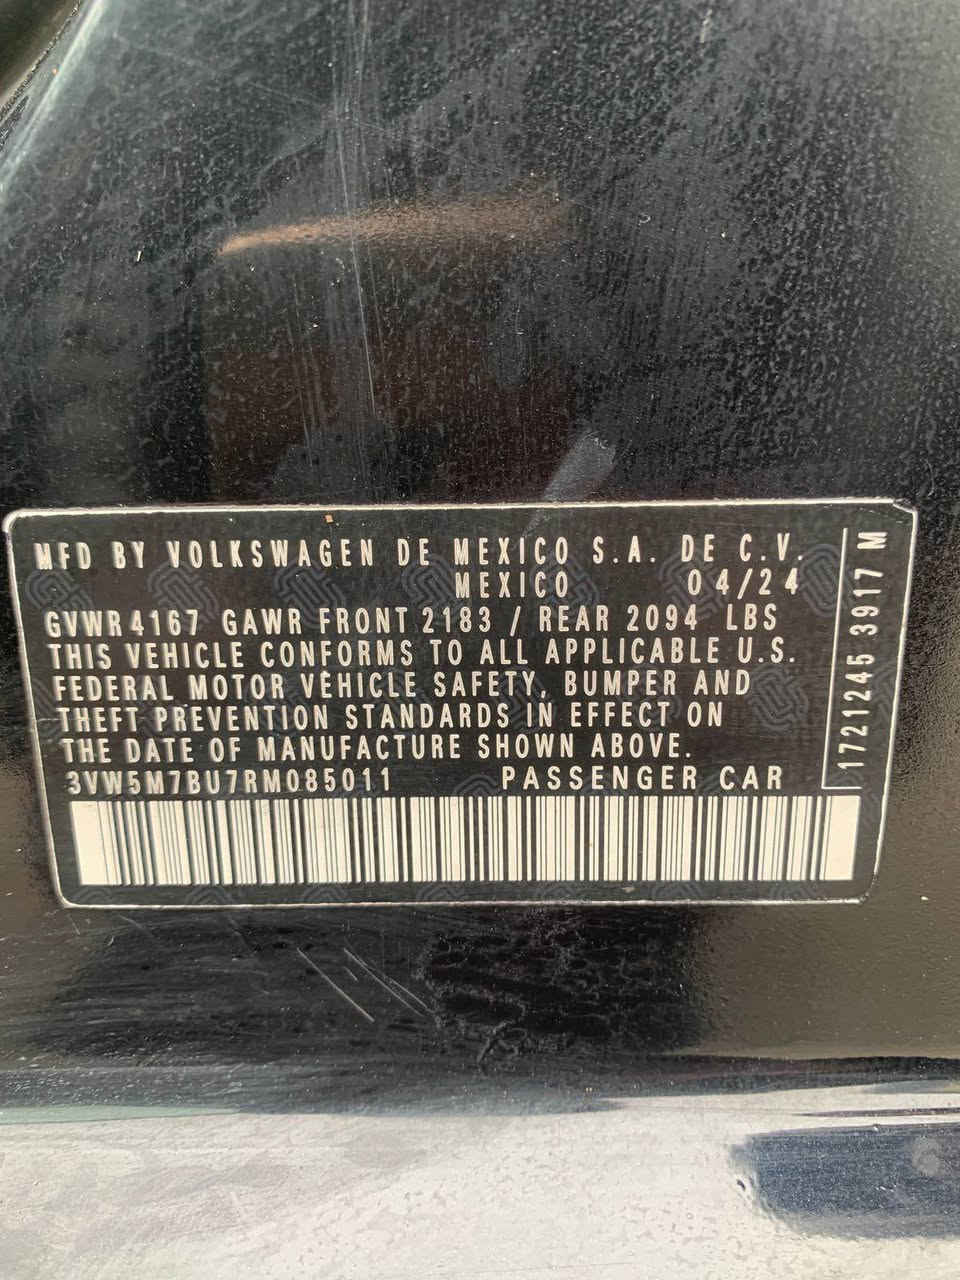 MFD BY VOLKSWAGEN DE MEXICO S.A. DE C.V.
MEXICO 04/24
GVWR 4167 GAWR FRONT 2183 / REAR 2094 LBS
THIS VEHICLE CONFORMS TO ALL APPLICABLE U.S.
FEDERAL MOTOR VEHICLE SAFETY, BUMPER AND
THEFT PREVENTION STANDARDS IN EFFECT ON
THE DATE OF MANUFACTURE SHOWN ABOVE.
3VW5M7BU7RM085011 PASSENGER CAR
1721245 3917 M